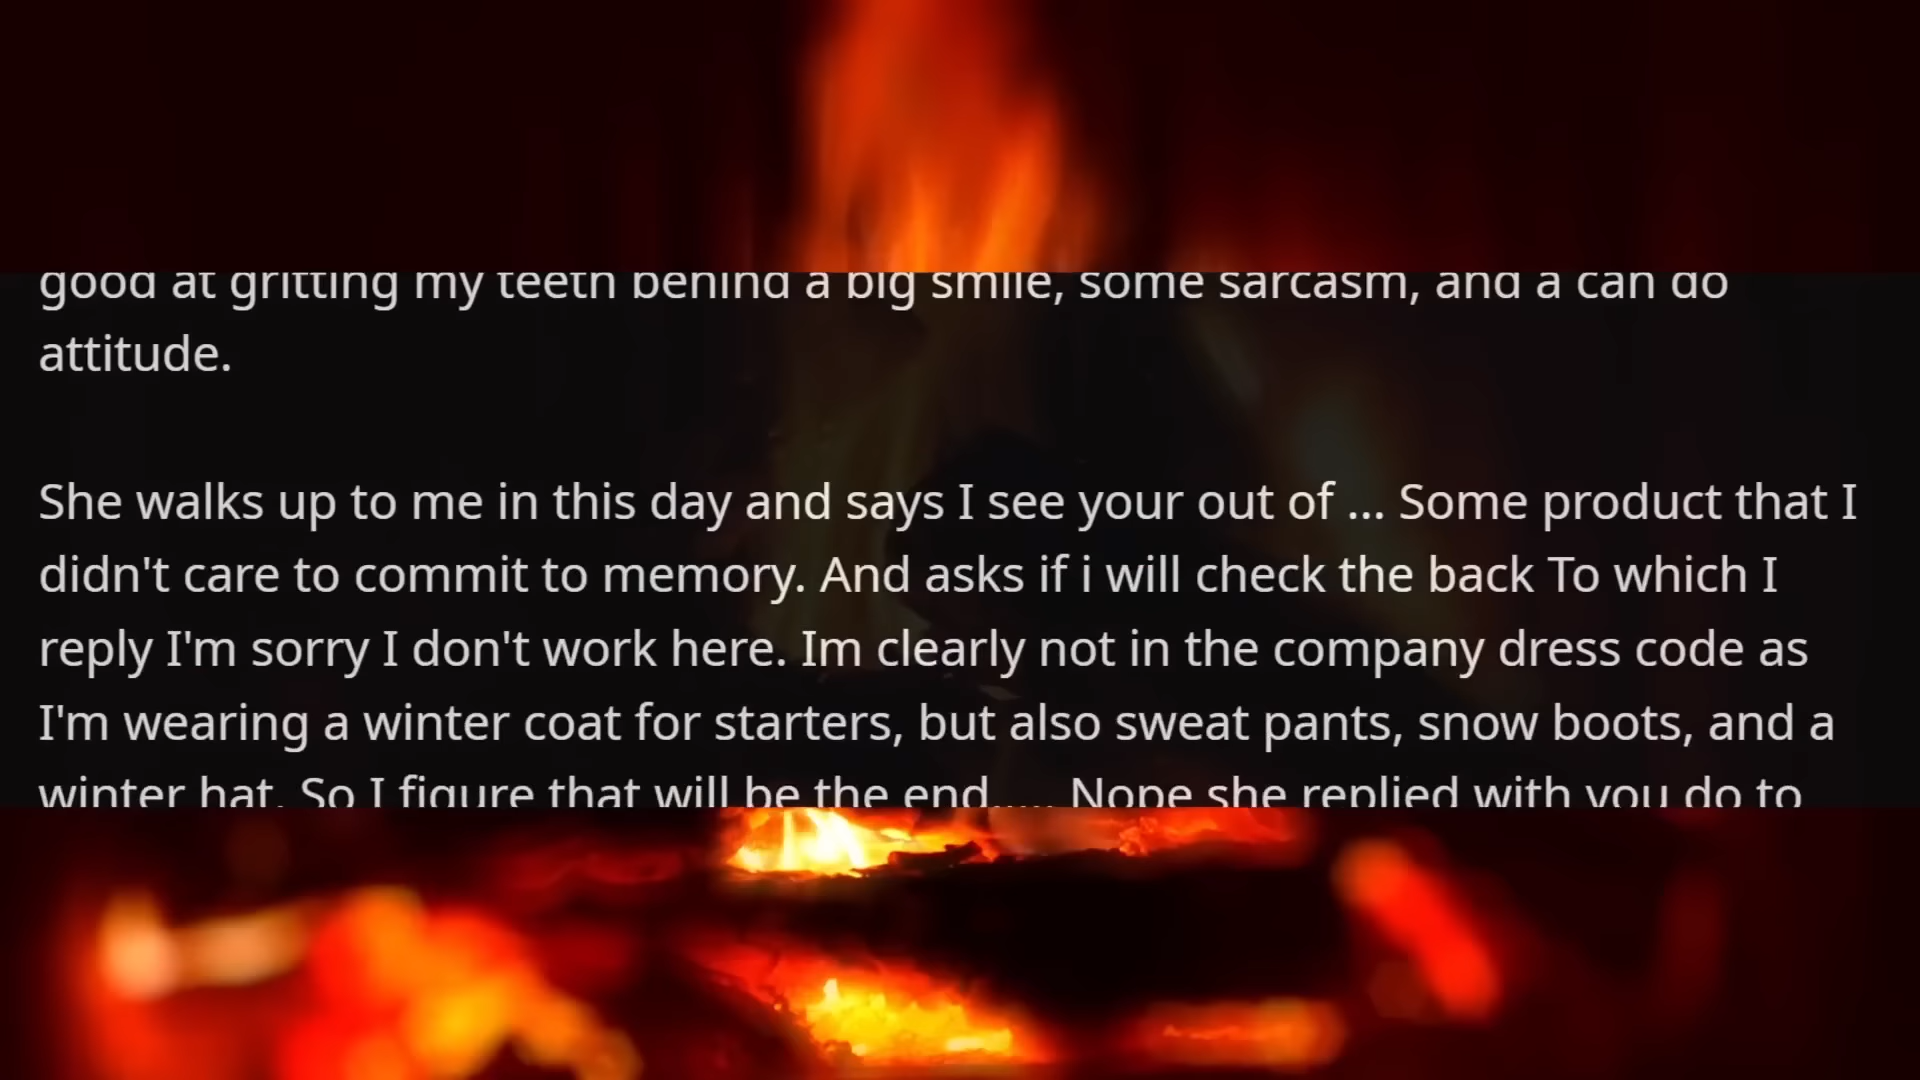 good at gritting my teeth behind a big smile, some sarcasm, and a can do
attitude.
She walks up to me in this day and says I see your out of ... Some product that I
didn't care to commit to memory. And asks if i will check the back To which I
reply I'm sorry I don't work here. Im clearly not in the company dress code as
I'm wearing a winter coat for starters, but also sweat pants, snow boots, and a
winter hat. So I figure that will be the end..... Nope she replied with you do to